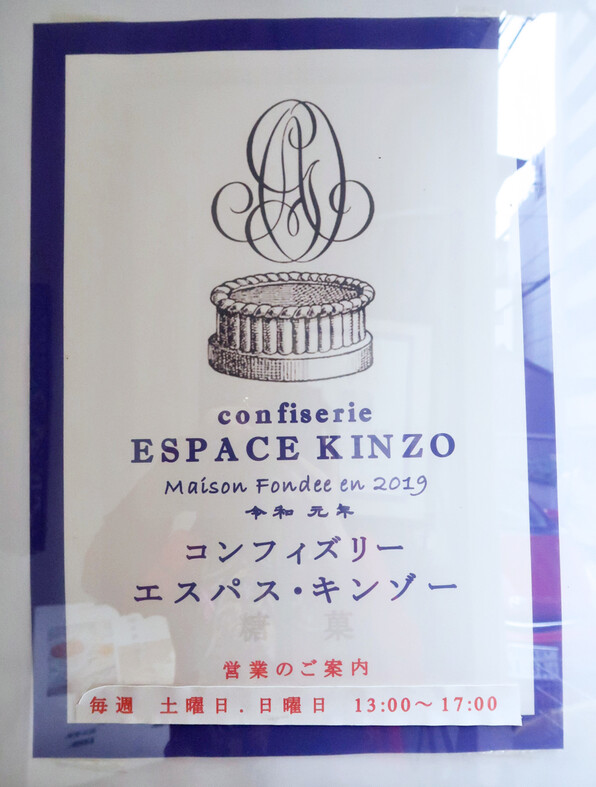 confiserie
ESPACE KINZO
Maison Fondee en 2019
令和 元年
コンフィズリー
エスパス・キンゾー
糖 菓
営業のご案内
毎週 土曜日.日曜日 13:00～17:00